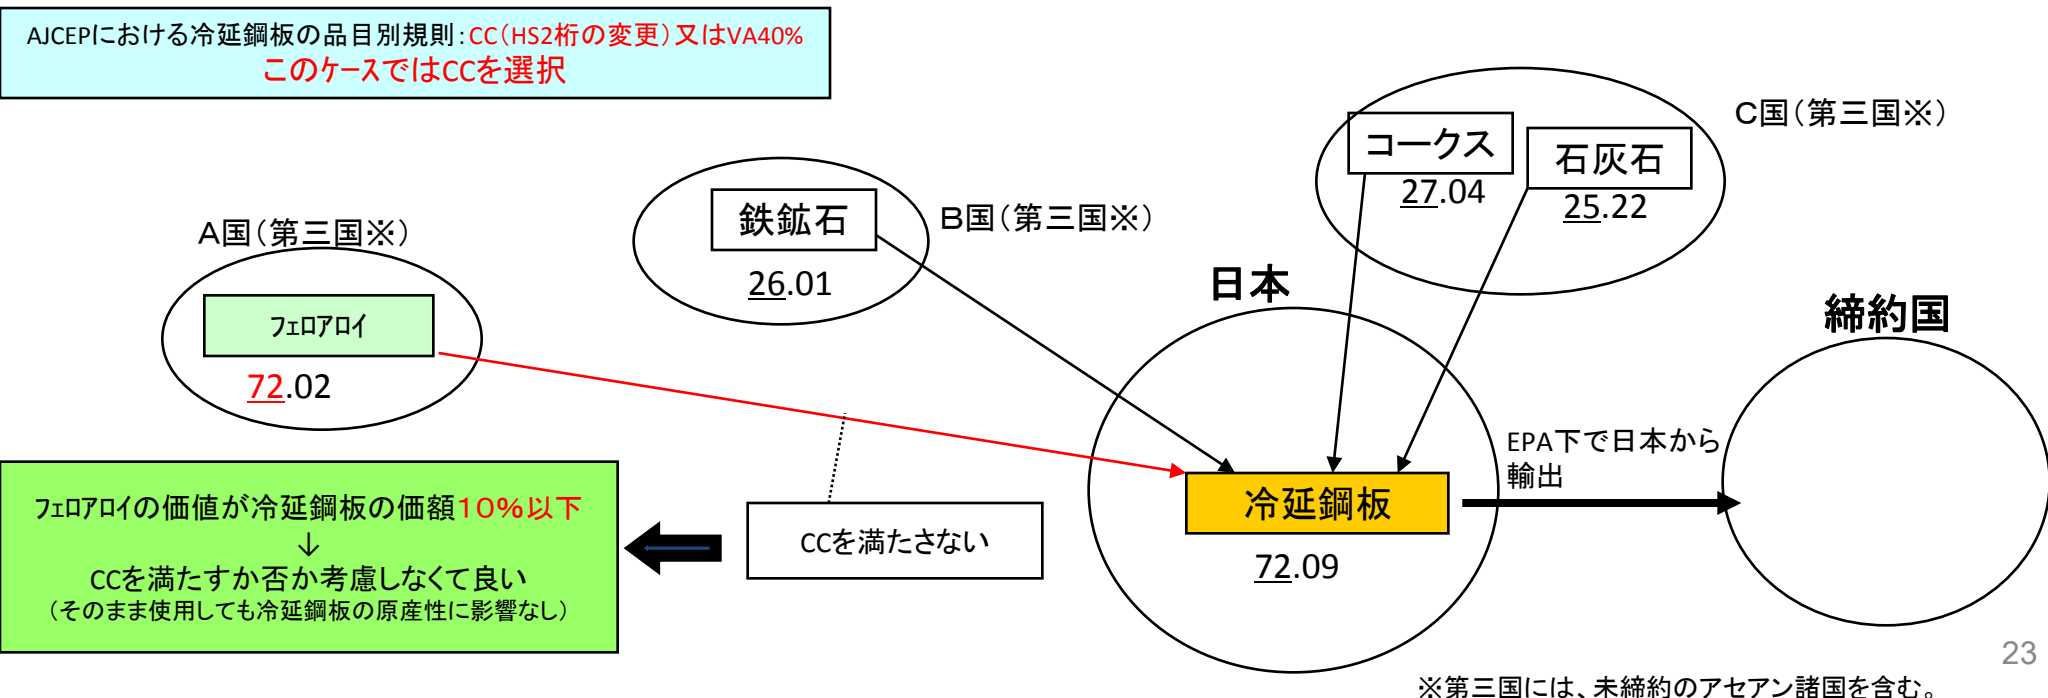 AJCEPにおける冷延鋼板の品目別規則：CC（HS2桁の変更）又はVA40%
このケースではCCを選択
C国（第三国※）
コークス
石灰石
27.04
25.22
B国（第三国※）
鉄鉱石
26.01
A国（第三国※）
フェロアロイ
72.02
日本
締約国
EPA下で日本から
輸出
冷延鋼板
72.09
CCを満たさない
フェロアロイの価値が冷延鋼板の価額１０％以下
↓
CCを満たすか否か考慮しなくて良い
（そのまま使用しても冷延鋼板の原産性に影響なし）
23
※第三国には、未締約のアセアン諸国を含む。